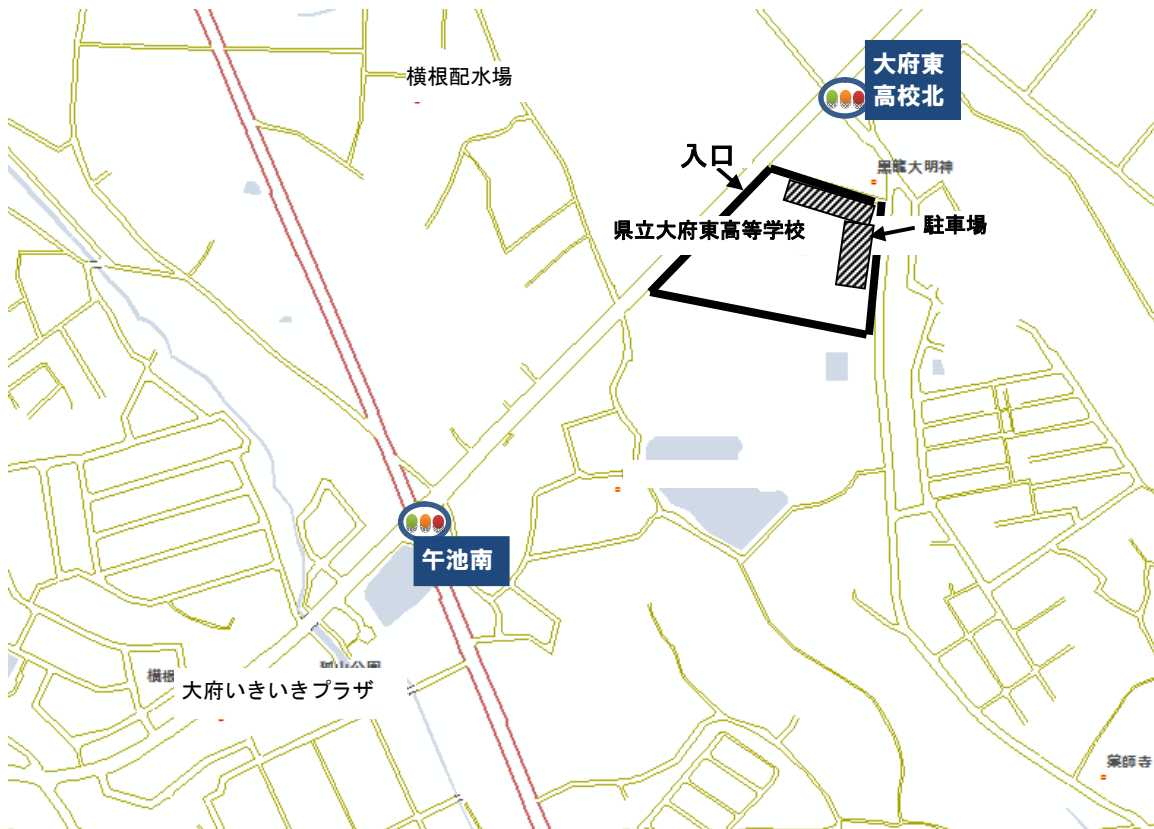 大府東
高校北
横根配水場
入口
黒龍大明神
県立大府東高等学校
駐車場
午池南
横根
大府いきいきプラザ
薬師寺